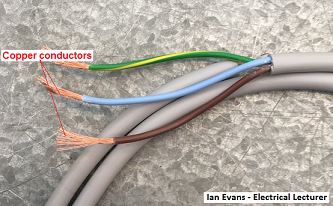 Copper conductors
Ian Evans - Electrical Lecturer